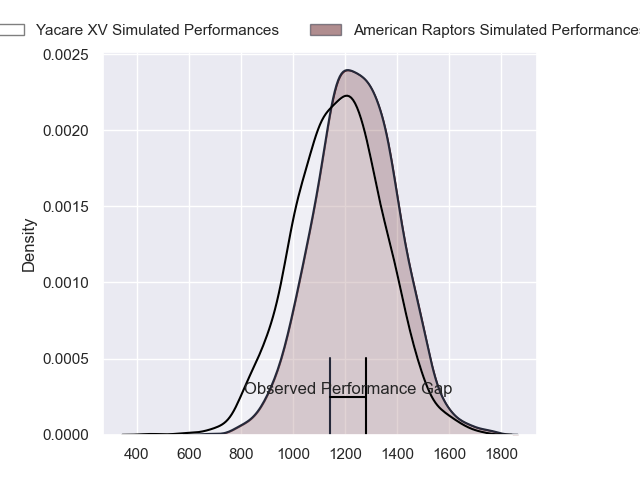 Yacare XV Simulated Performances
American Raptors Simulated Performances
0.0025
0.0020
0.0015
0.0010
0.0005
0.0000
Density
Observed Performance Gap
400 600 800 1000 1200 1400 1600 1800